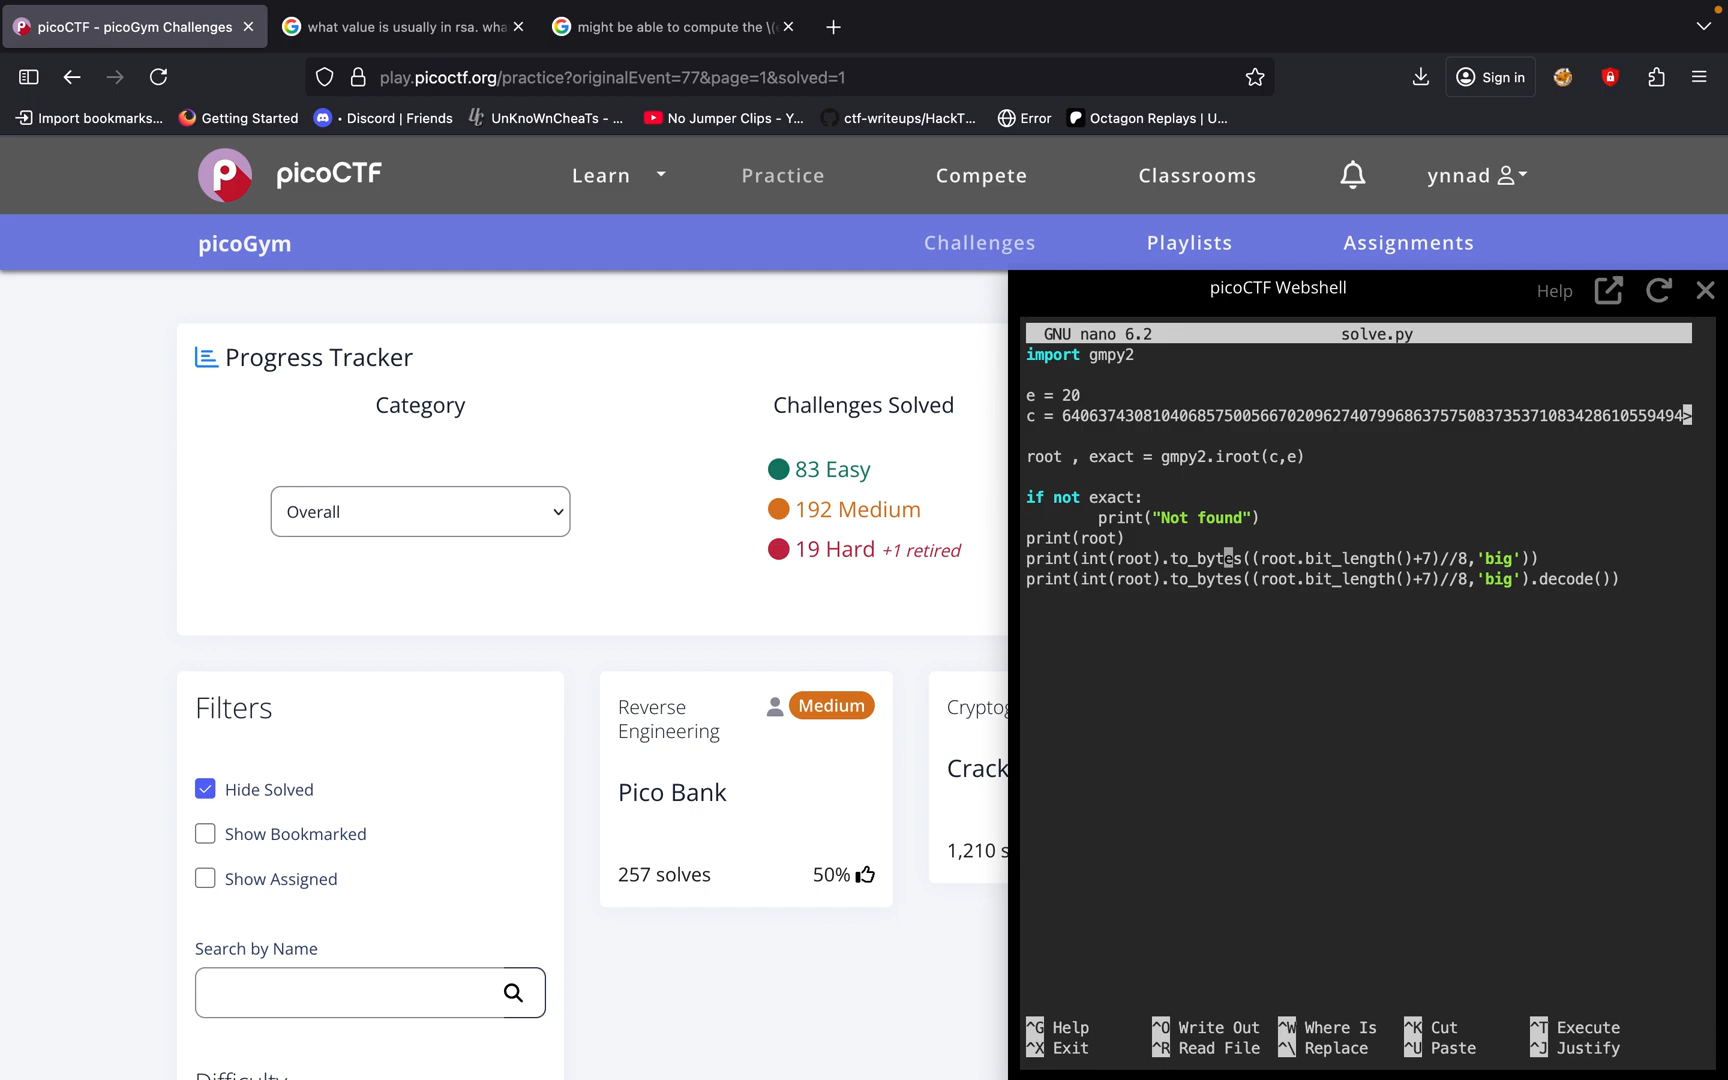 picoCTF - picoGym Challenges
what value is usually in rsa. wha
might be able to compute the \(e
play.picoctf.org/practice?originalEvent=77&page=1&solved=1
Sign in
Import bookmarks...
Getting Started
• Discord | Friends
UnKnoWnCheaTs - ...
No Jumper Clips - Y...
ctf-writeups/HackT...
Error
Octagon Replays | U...
picoCTF
Learn
Practice
Compete
Classrooms
ynnad
picoGym
Challenges
Playlists
Assignments
Progress Tracker
Category
Challenges Solved
Overall
83 Easy
192 Medium
19 Hard +1 retired
Filters
Hide Solved
Show Bookmarked
Show Assigned
Search by Name
Reverse
Engineering
Medium
Pico Bank
257 solves
50%
Cryptog
Crack
1,210 s
picoCTF Webshell
Help
GNU nano 6.2 solve.py
import gmpy2
e = 20
c = 640637430810406857500566702096274079968637575083735371083428610559494>
root , exact = gmpy2.iroot(c,e)
if not exact:
print("Not found")
print(root)
print(int(root).to_bytes((root.bit_length()+7)//8,'big'))
print(int(root).to_bytes((root.bit_length()+7)//8,'big').decode())
^G Help ^O Write Out ^W Where Is ^K Cut ^T Execute
^X Exit ^R Read File ^\ Replace ^U Paste ^J Justify